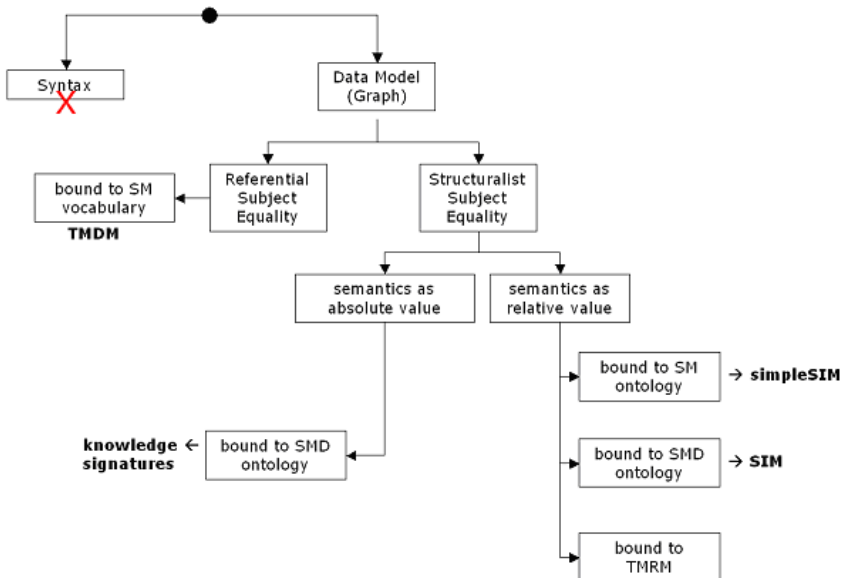 Syntax
X
Data Model
(Graph)
Referential
Subject
Equality
Structuralist
Subject
Equality
bound to SM
vocabulary
TMDM
semantics as
absolute value
semantics as
relative value
bound to SM
ontology
→ simpleSIM
knowledge ←
signatures
bound to SMD
ontology
bound to SMD
ontology
→ SIM
bound to
TMRM